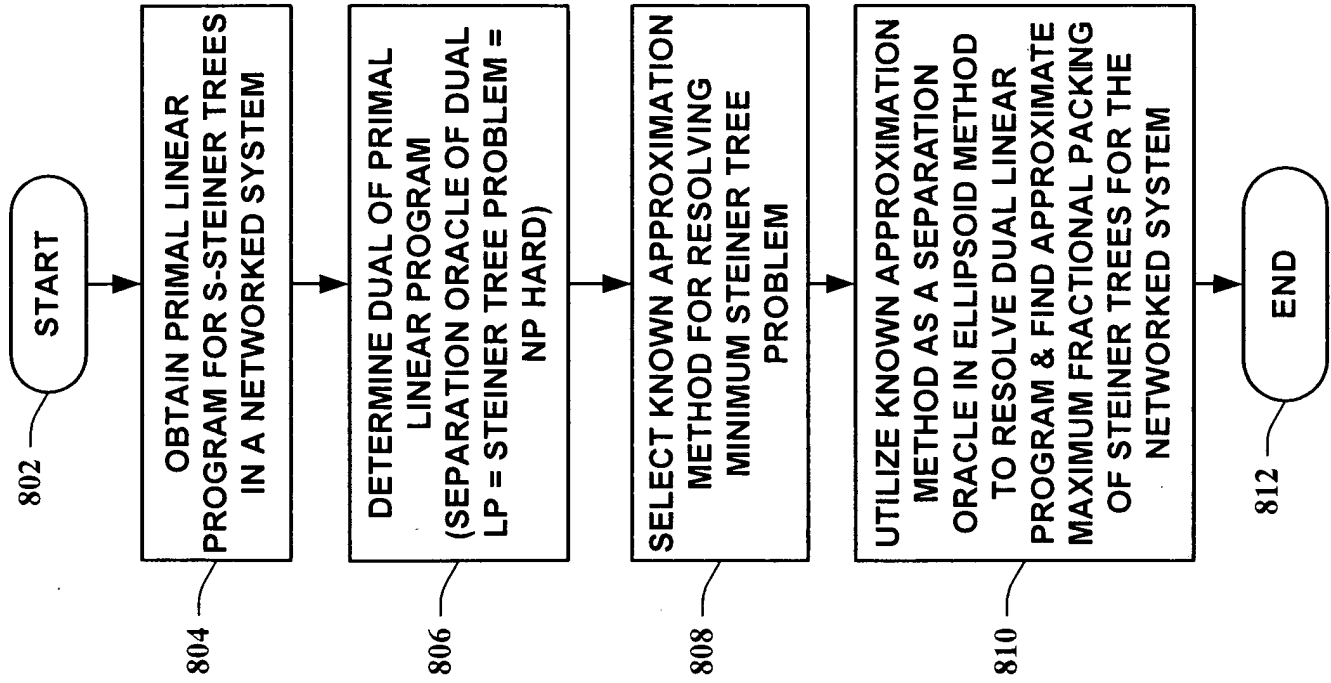 802
START
804
OBTAIN PRIMAL LINEAR
PROGRAM FOR S-STEINER TREES
IN A NETWORKED SYSTEM
806
DETERMINE DUAL OF PRIMAL
LINEAR PROGRAM
(SEPARATION ORACLE OF DUAL
LP = STEINER TREE PROBLEM =
NP HARD)
808
SELECT KNOWN APPROXIMATION
METHOD FOR RESOLVING
MINIMUM STEINER TREE
PROBLEM
810
UTILIZE KNOWN APPROXIMATION
METHOD AS A SEPARATION
ORACLE IN ELLIPSOID METHOD
TO RESOLVE DUAL LINEAR
PROGRAM & FIND APPROXIMATE
MAXIMUM FRACTIONAL PACKING
OF STEINER TREES FOR THE
NETWORKED SYSTEM
812
END